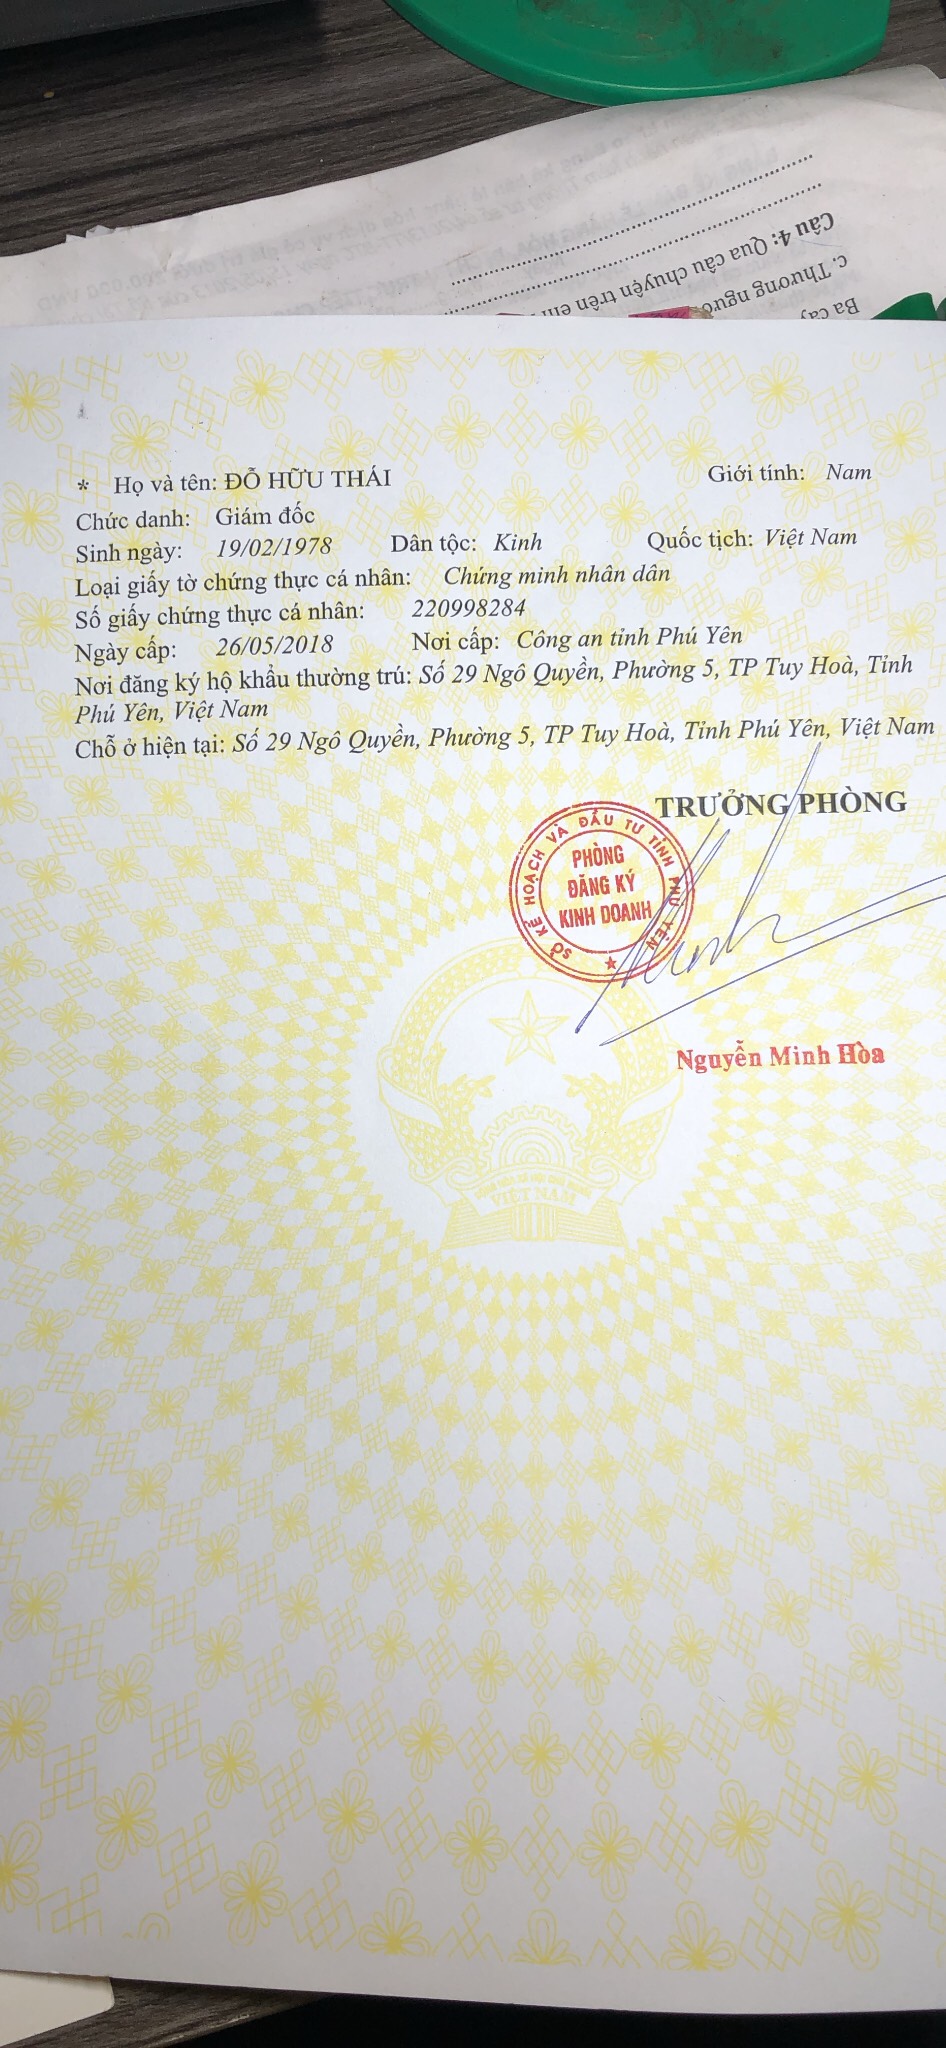 Câu 4: Qua câu chuyện trên em
c. Thương ngườ
Ba cây
* Họ và tên: ĐỖ HỮU THÁI Giới tính: Nam
Chức danh: Giám đốc
Sinh ngày: 19/02/1978 Dân tộc: Kinh Quốc tịch: Việt Nam
Loại giấy tờ chứng thực cá nhân: Chứng minh nhân dân
Số giấy chứng thực cá nhân: 220998284
Ngày cấp: 26/05/2018 Nơi cấp: Công an tỉnh Phú Yên
Nơi đăng ký hộ khẩu thường trú: Số 29 Ngô Quyền, Phường 5, TP Tuy Hoà, Tỉnh
Phú Yên, Việt Nam
Chỗ ở hiện tại: Số 29 Ngô Quyền, Phường 5, TP Tuy Hoà, Tỉnh Phú Yên, Việt Nam
TRƯỞNG PHÒNG
SỞ KẾ HOẠCH VÀ ĐẦU TƯ TỈNH PHÚ YÊN
PHÒNG
ĐĂNG KÝ
KINH DOANH
Nguyễn Minh Hòa
VIỆT NAM